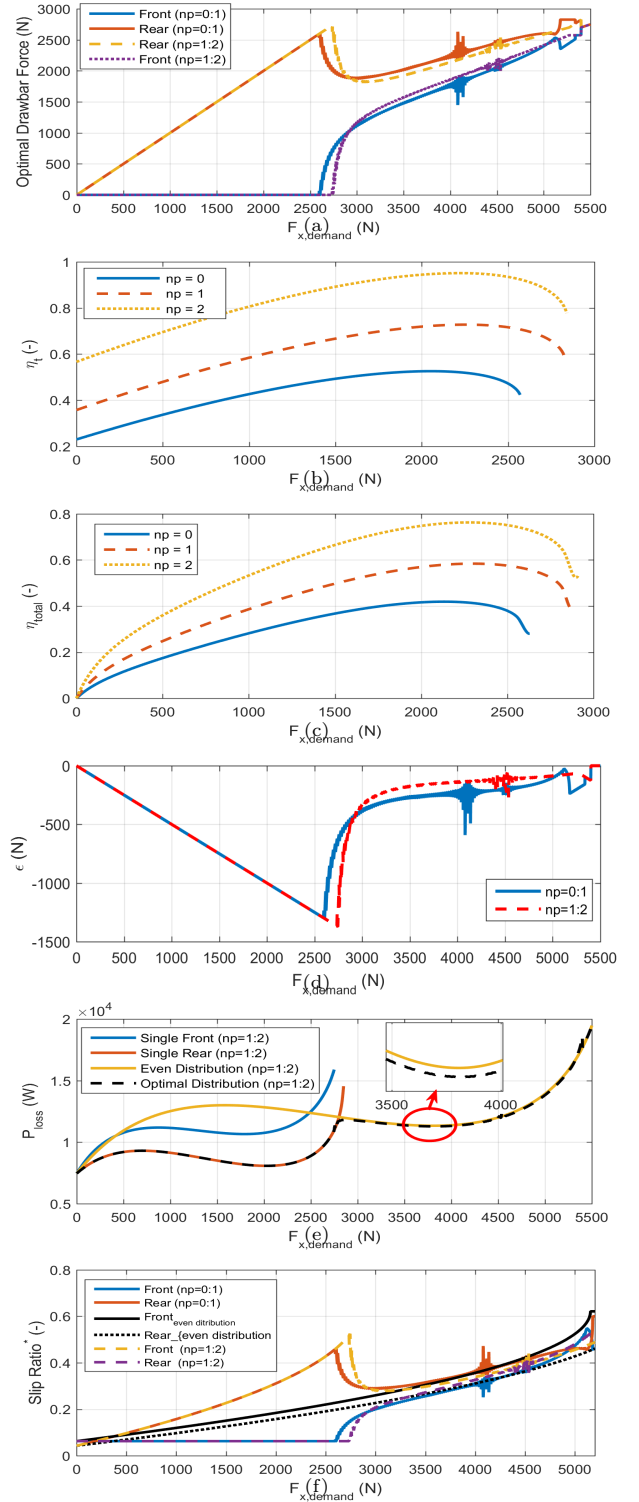 3000
2500
2000
1500
1000
500
0
Optimal Drawbar Force (N)
Front (np=0:1)
Rear (np=0:1)
Rear (np=1:2)
Front (np=1:2)
0 500 1000 1500 2000 2500 3000 3500 4000 4500 5000 5500
F x,demand (N)
(a)
1
0.8
0.6
0.4
0.2
η t (-)
np = 0
np = 1
np = 2
0 500 1000 1500 2000 2500 3000
F x,demand (N)
(b)
0.8
0.6
0.4
0.2
0
η total (-)
np = 0
np = 1
np = 2
0 500 1000 1500 2000 2500 3000
F x,demand (N)
(c)
0
-500
-1000
-1500
ϵ (N)
np=0:1
np=1:2
0 500 1000 1500 2000 2500 3000 3500 4000 4500 5000 5500
F x,demand (N)
(d)
×10^4
2
1.5
1
0.5
P loss (W)
Single Front (np=1:2)
Single Rear (np=1:2)
Even Distribution (np=1:2)
Optimal Distribution (np=1:2)
3500 4000
0 500 1000 1500 2000 2500 3000 3500 4000 4500 5000 5500
F x,demand (N)
(e)
0.8
0.6
0.4
0.2
0
Slip Ratio* (-)
Front (np=0:1)
Rear (np=0:1)
Front even ditribution
Rear_{even distribution
Front (np=1:2)
Rear (np=1:2)
0 500 1000 1500 2000 2500 3000 3500 4000 4500 5000
F x,demand (N)
(f)